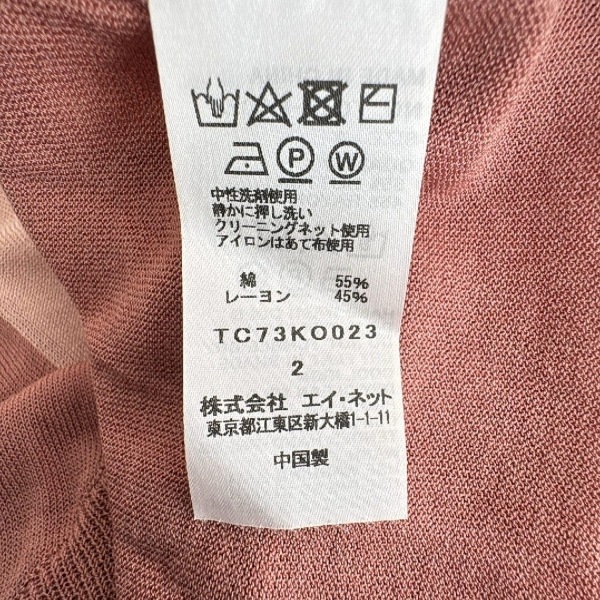 P W
中性洗剤使用
静かに押し洗い
クリーニングネット使用
アイロンはあて布使用
綿 55%
レーヨン 45%
TC73KO023
2
株式会社 エイ・ネット
東京都江東区新大橋1-1-11
中国製